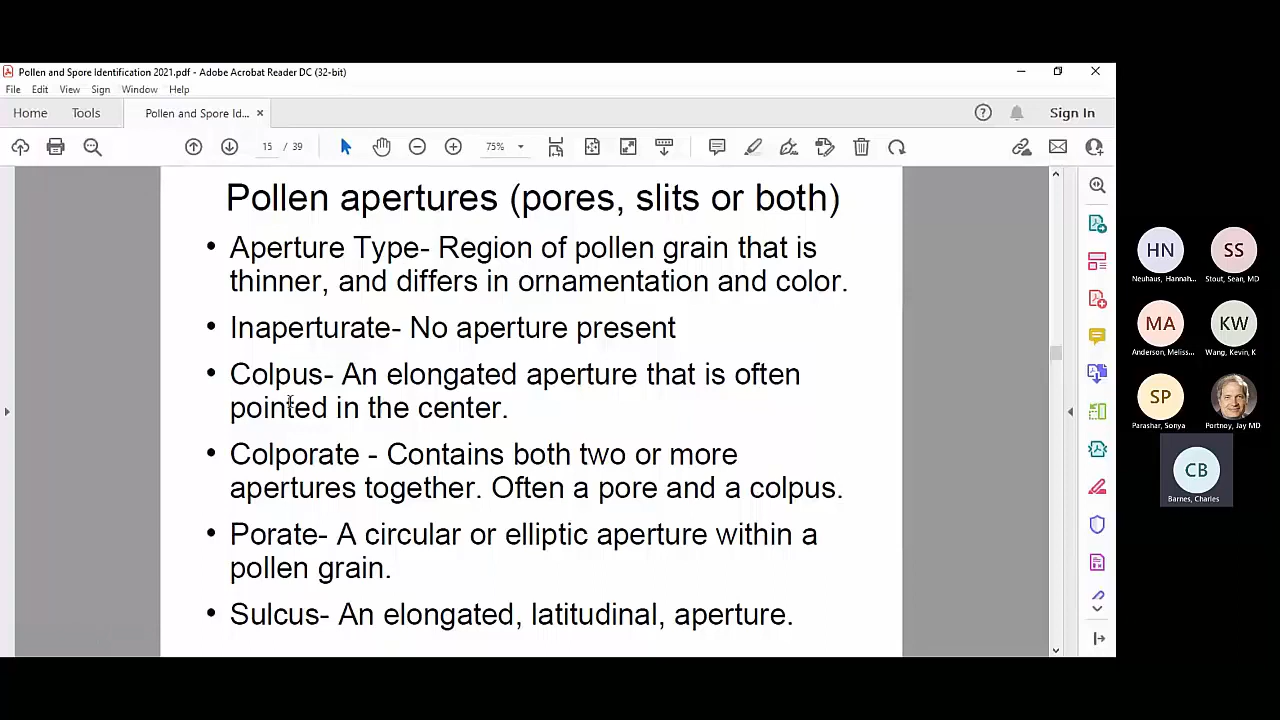 Pollen and Spore Identification 2021.pdf - Adobe Acrobat Reader DC (32-bit)
File Edit View Sign Window Help
Home Tools Pollen and Spore Id... × Sign In
15 / 39 75%
Pollen apertures (pores, slits or both)
• Aperture Type- Region of pollen grain that is
thinner, and differs in ornamentation and color.
• Inaperturate- No aperture present
• Colpus- An elongated aperture that is often
pointed in the center.
• Colporate - Contains both two or more
apertures together. Often a pore and a colpus.
• Porate- A circular or elliptic aperture within a
pollen grain.
• Sulcus- An elongated, latitudinal, aperture.
HN SS
Neuhaus, Hannah... Stout, Sean, MD
MA KW
Anderson, Meliss... Wang, Kevin, K
SP
Parashar, Sonya Portnoy, Jay MD
CB
Barnes, Charles